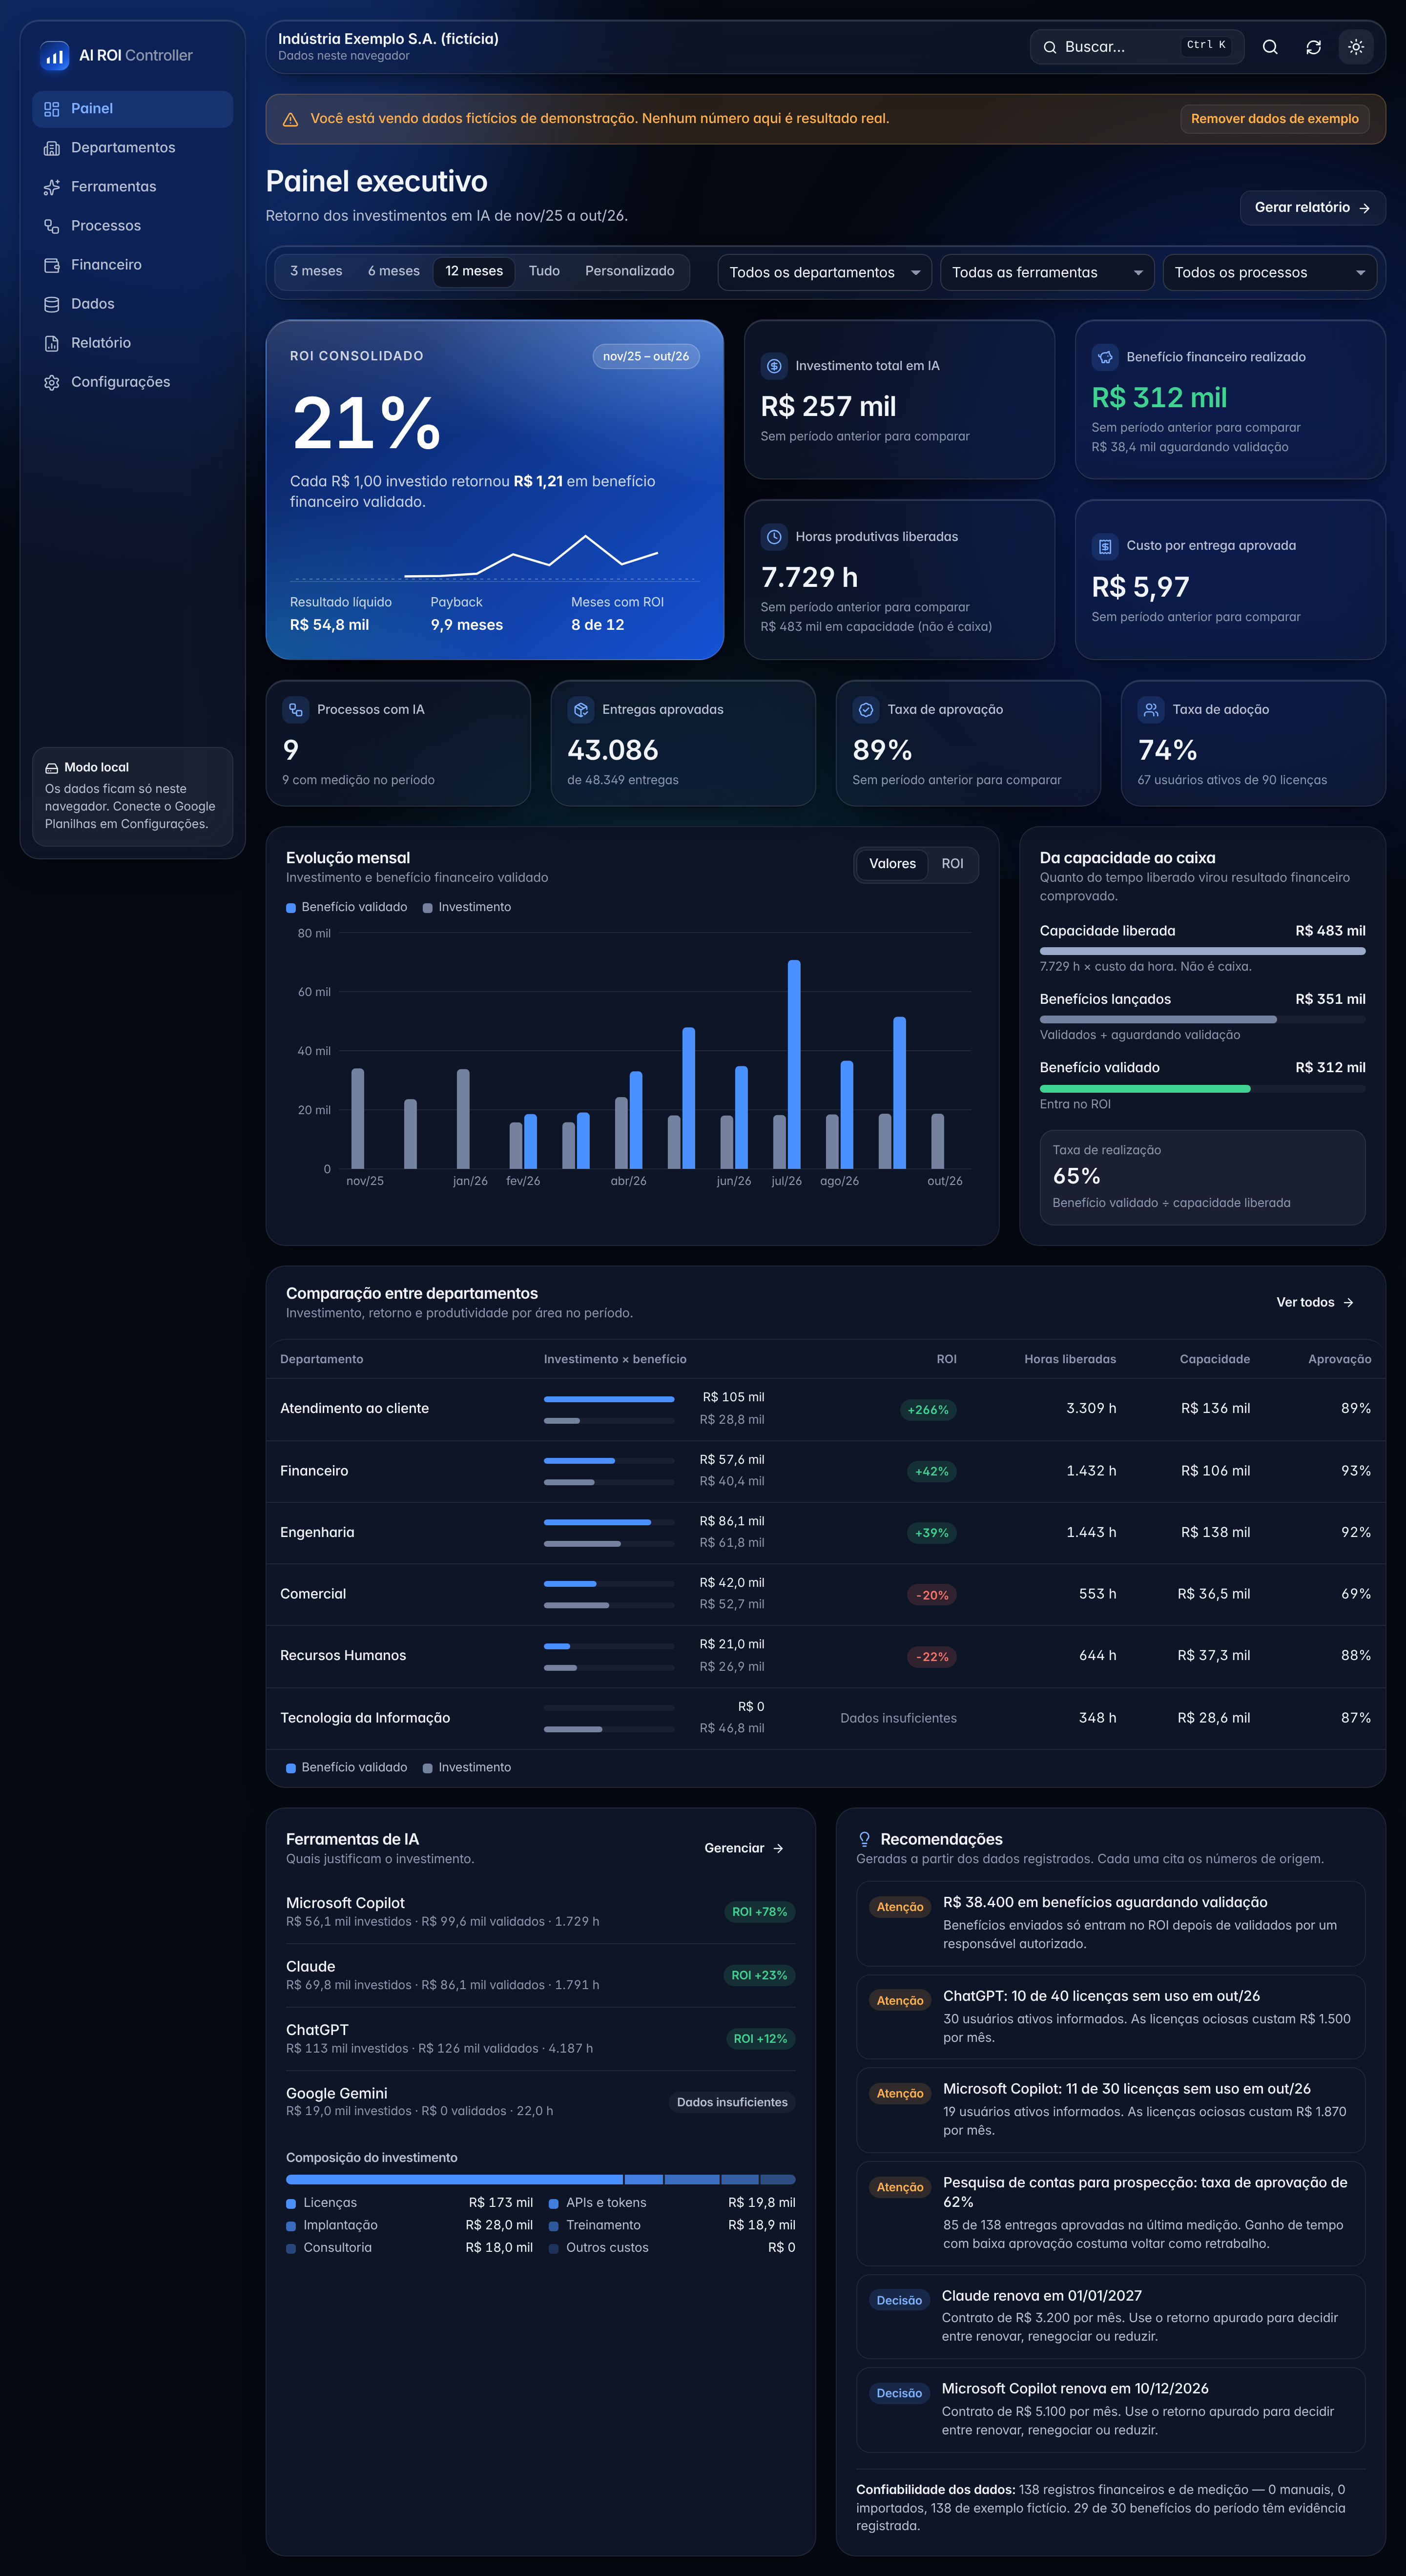 AI ROI Controller
Painel
Departamentos
Ferramentas
Processos
Financeiro
Dados
Relatório
Configurações
Modo local
Os dados ficam só neste
navegador. Conecte o Google
Planilhas em Configurações.
Indústria Exemplo S.A. (fictícia)
Dados neste navegador
Buscar...
Ctrl K
Você está vendo dados fictícios de demonstração. Nenhum número aqui é resultado real.
Remover dados de exemplo
Painel executivo
Retorno dos investimentos em IA de nov/25 a out/26.
Gerar relatório
3 meses
6 meses
12 meses
Tudo
Personalizado
Todos os departamentos
Todas as ferramentas
Todos os processos
ROI CONSOLIDADO
nov/25 – out/26
21%
Cada R$ 1,00 investido retornou R$ 1,21 em benefício
financeiro validado.
Resultado líquido
R$ 54,8 mil
Payback
9,9 meses
Meses com ROI
8 de 12
Investimento total em IA
R$ 257 mil
Sem período anterior para comparar
Benefício financeiro realizado
R$ 312 mil
Sem período anterior para comparar
R$ 38,4 mil aguardando validação
Horas produtivas liberadas
7.729 h
Sem período anterior para comparar
R$ 483 mil em capacidade (não é caixa)
Custo por entrega aprovada
R$ 5,97
Sem período anterior para comparar
Processos com IA
9
9 com medição no período
Entregas aprovadas
43.086
de 48.349 entregas
Taxa de aprovação
89%
Sem período anterior para comparar
Taxa de adoção
74%
67 usuários ativos de 90 licenças
Evolução mensal
Investimento e benefício financeiro validado
Valores
ROI
Benefício validado
Investimento
80 mil
60 mil
40 mil
20 mil
0
nov/25
jan/26
fev/26
abr/26
jun/26
jul/26
ago/26
out/26
Da capacidade ao caixa
Quanto do tempo liberado virou resultado financeiro
comprovado.
Capacidade liberada R$ 483 mil
7.729 h × custo da hora. Não é caixa.
Benefícios lançados R$ 351 mil
Validados + aguardando validação
Benefício validado R$ 312 mil
Entra no ROI
Taxa de realização
65%
Benefício validado ÷ capacidade liberada
Comparação entre departamentos
Investimento, retorno e produtividade por área no período.
Ver todos
Departamento Investimento × benefício ROI Horas liberadas Capacidade Aprovação
Atendimento ao cliente R$ 105 mil R$ 28,8 mil +266% 3.309 h R$ 136 mil 89%
Financeiro R$ 57,6 mil R$ 40,4 mil +42% 1.432 h R$ 106 mil 93%
Engenharia R$ 86,1 mil R$ 61,8 mil +39% 1.443 h R$ 138 mil 92%
Comercial R$ 42,0 mil R$ 52,7 mil -20% 553 h R$ 36,5 mil 69%
Recursos Humanos R$ 21,0 mil R$ 26,9 mil -22% 644 h R$ 37,3 mil 88%
Tecnologia da Informação R$ 0 R$ 46,8 mil Dados insuficientes 348 h R$ 28,6 mil 87%
Benefício validado
Investimento
Ferramentas de IA
Quais justificam o investimento.
Gerenciar
Microsoft Copilot
R$ 56,1 mil investidos · R$ 99,6 mil validados · 1.729 h
ROI +78%
Claude
R$ 69,8 mil investidos · R$ 86,1 mil validados · 1.791 h
ROI +23%
ChatGPT
R$ 113 mil investidos · R$ 126 mil validados · 4.187 h
ROI +12%
Google Gemini
R$ 19,0 mil investidos · R$ 0 validados · 22,0 h
Dados insuficientes
Composição do investimento
Licenças R$ 173 mil
APIs e tokens R$ 19,8 mil
Implantação R$ 28,0 mil
Treinamento R$ 18,9 mil
Consultoria R$ 18,0 mil
Outros custos R$ 0
Recomendações
Geradas a partir dos dados registrados. Cada uma cita os números de origem.
Atenção
R$ 38.400 em benefícios aguardando validação
Benefícios enviados só entram no ROI depois de validados por um
responsável autorizado.
Atenção
ChatGPT: 10 de 40 licenças sem uso em out/26
30 usuários ativos informados. As licenças ociosas custam R$ 1.500
por mês.
Atenção
Microsoft Copilot: 11 de 30 licenças sem uso em out/26
19 usuários ativos informados. As licenças ociosas custam R$ 1.870
por mês.
Atenção
Pesquisa de contas para prospecção: taxa de aprovação de
62%
85 de 138 entregas aprovadas na última medição. Ganho de tempo
com baixa aprovação costuma voltar como retrabalho.
Decisão
Claude renova em 01/01/2027
Contrato de R$ 3.200 por mês. Use o retorno apurado para decidir
entre renovar, renegociar ou reduzir.
Decisão
Microsoft Copilot renova em 10/12/2026
Contrato de R$ 5.100 por mês. Use o retorno apurado para decidir
entre renovar, renegociar ou reduzir.
Confiabilidade dos dados: 138 registros financeiros e de medição — 0 manuais, 0
importados, 138 de exemplo fictício. 29 de 30 benefícios do período têm evidência
registrada.